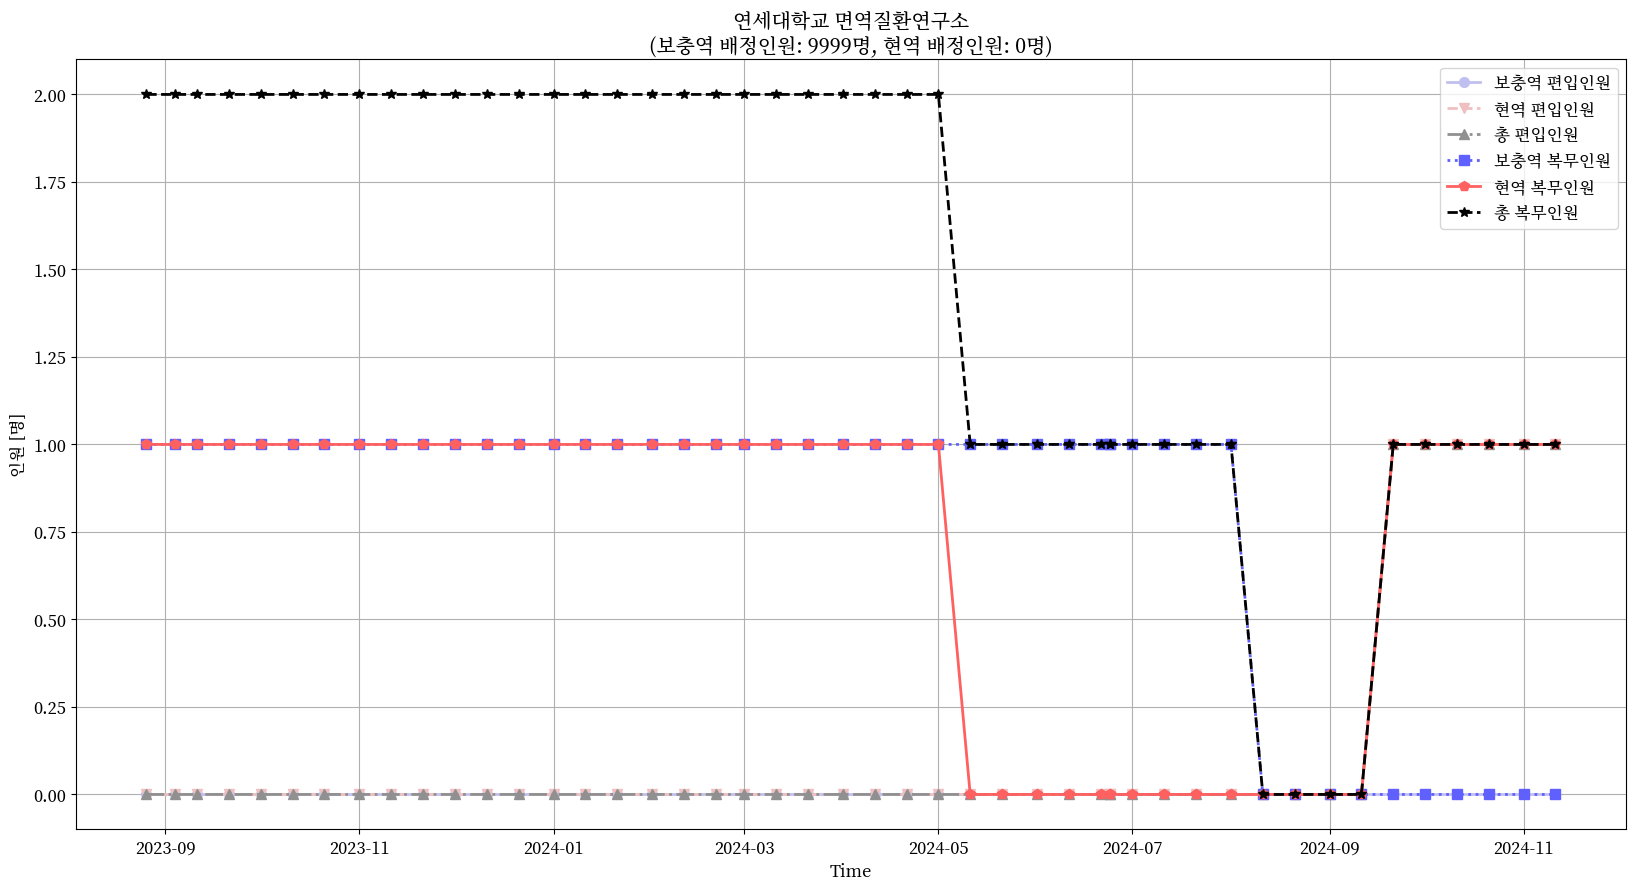 연세대학교 면역질환연구소
(보충역 배정인원: 9999명, 현역 배정인원: 0명)
보충역 편입인원
현역 편입인원
총 편입인원
보충역 복무인원
현역 복무인원
총 복무인원
인원 [명]
2.00
1.75
1.50
1.25
1.00
0.75
0.50
0.25
0.00
2023-09 2023-11 2024-01 2024-03 2024-05 2024-07 2024-09 2024-11
Time